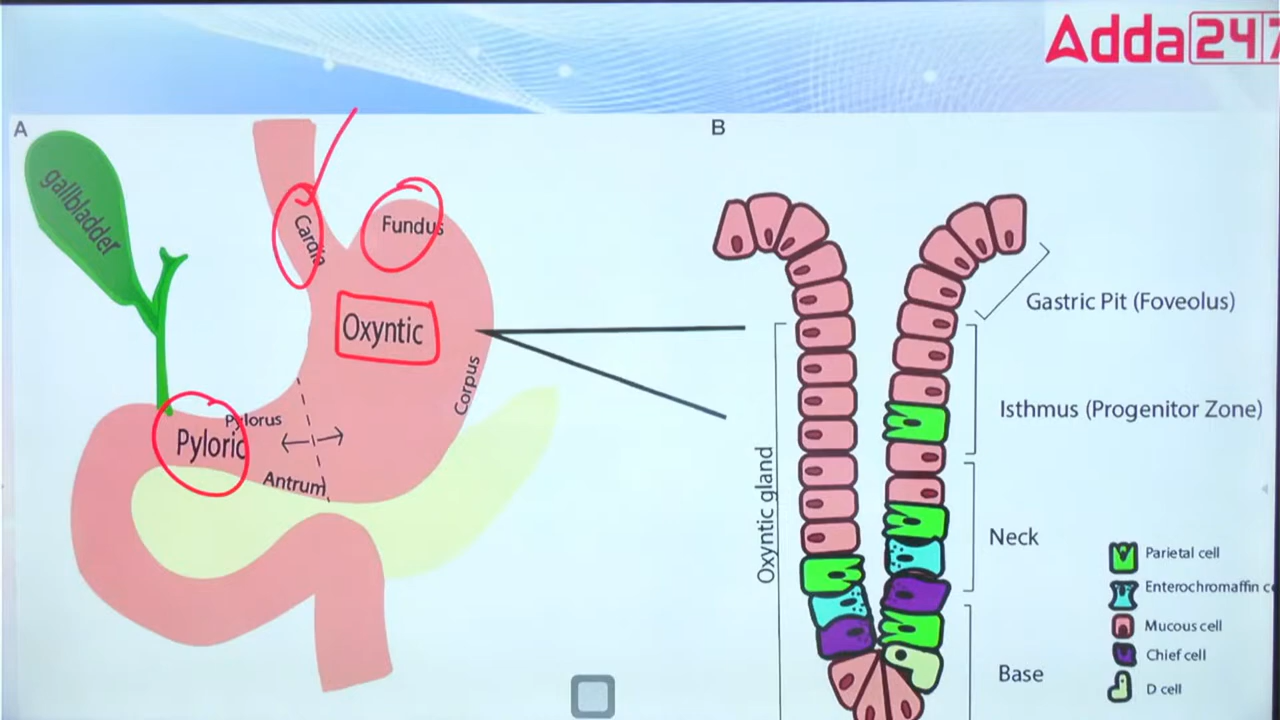 Adda247
A
B
gallbladder
Cardia
Fundus
Oxyntic
Corpus
Pylorus
Pyloric
Antrum
Gastric Pit (Foveolus)
Isthmus (Progenitor Zone)
Oxyntic gland
Neck
Base
Parietal cell
Enterochromaffin c
Mucous cell
Chief cell
D cell